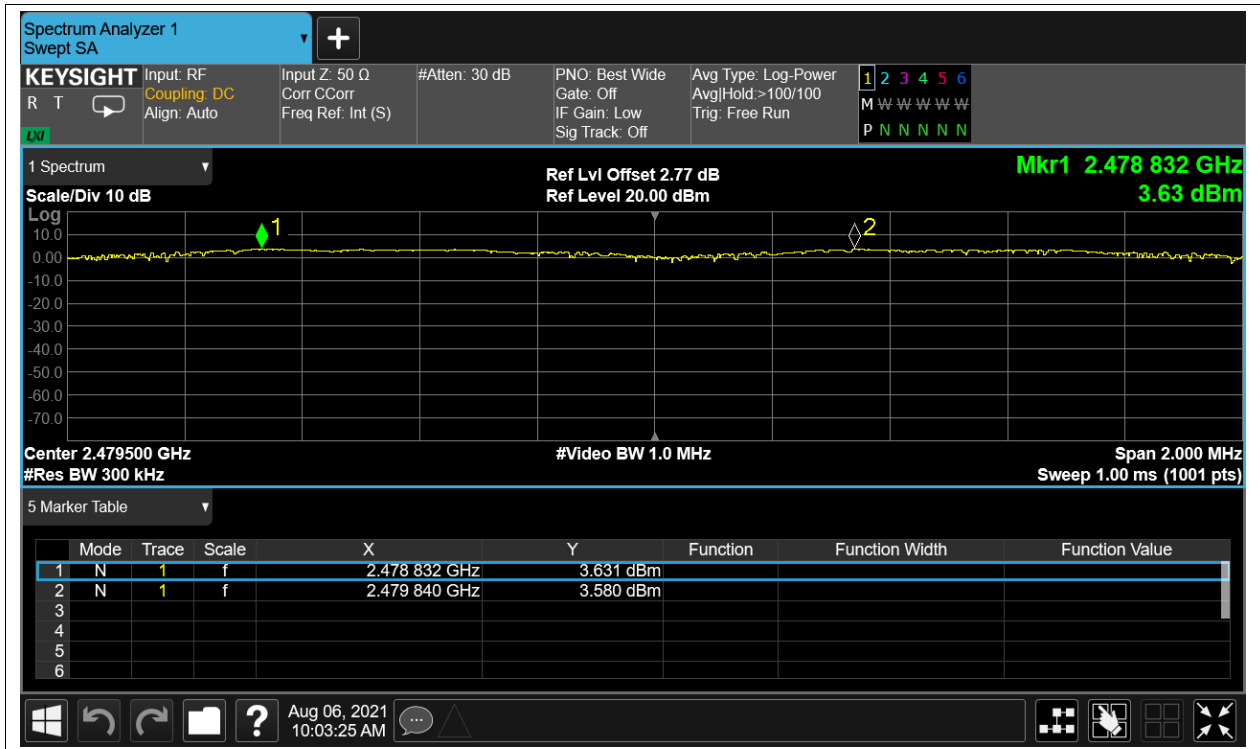 Spectrum Analyzer 1
Swept SA
KEYSIGHT
R T
LXI
Input: RF
Coupling: DC
Align: Auto
Input Z: 50 Ω
Corr CCorr
Freq Ref: Int (S)
#Atten: 30 dB
PNO: Best Wide
Gate: Off
IF Gain: Low
Sig Track: Off
Avg Type: Log-Power
Avg|Hold:>100/100
Trig: Free Run
1 2 3 4 5 6
M W W W W W
P N N N N N
1 Spectrum
Scale/Div 10 dB
Ref Lvl Offset 2.77 dB
Ref Level 20.00 dBm
Mkr1 2.478 832 GHz
3.63 dBm
Log
10.0
0.00
-10.0
-20.0
-30.0
-40.0
-50.0
-60.0
-70.0
1
2
Center 2.479500 GHz
#Res BW 300 kHz
#Video BW 1.0 MHz
Span 2.000 MHz
Sweep 1.00 ms (1001 pts)
5 Marker Table
Mode Trace Scale X Y Function Function Width Function Value
1 N 1 f 2.478 832 GHz 3.631 dBm
2 N 1 f 2.479 840 GHz 3.580 dBm
3
4
5
6
?
Aug 06, 2021
10:03:25 AM